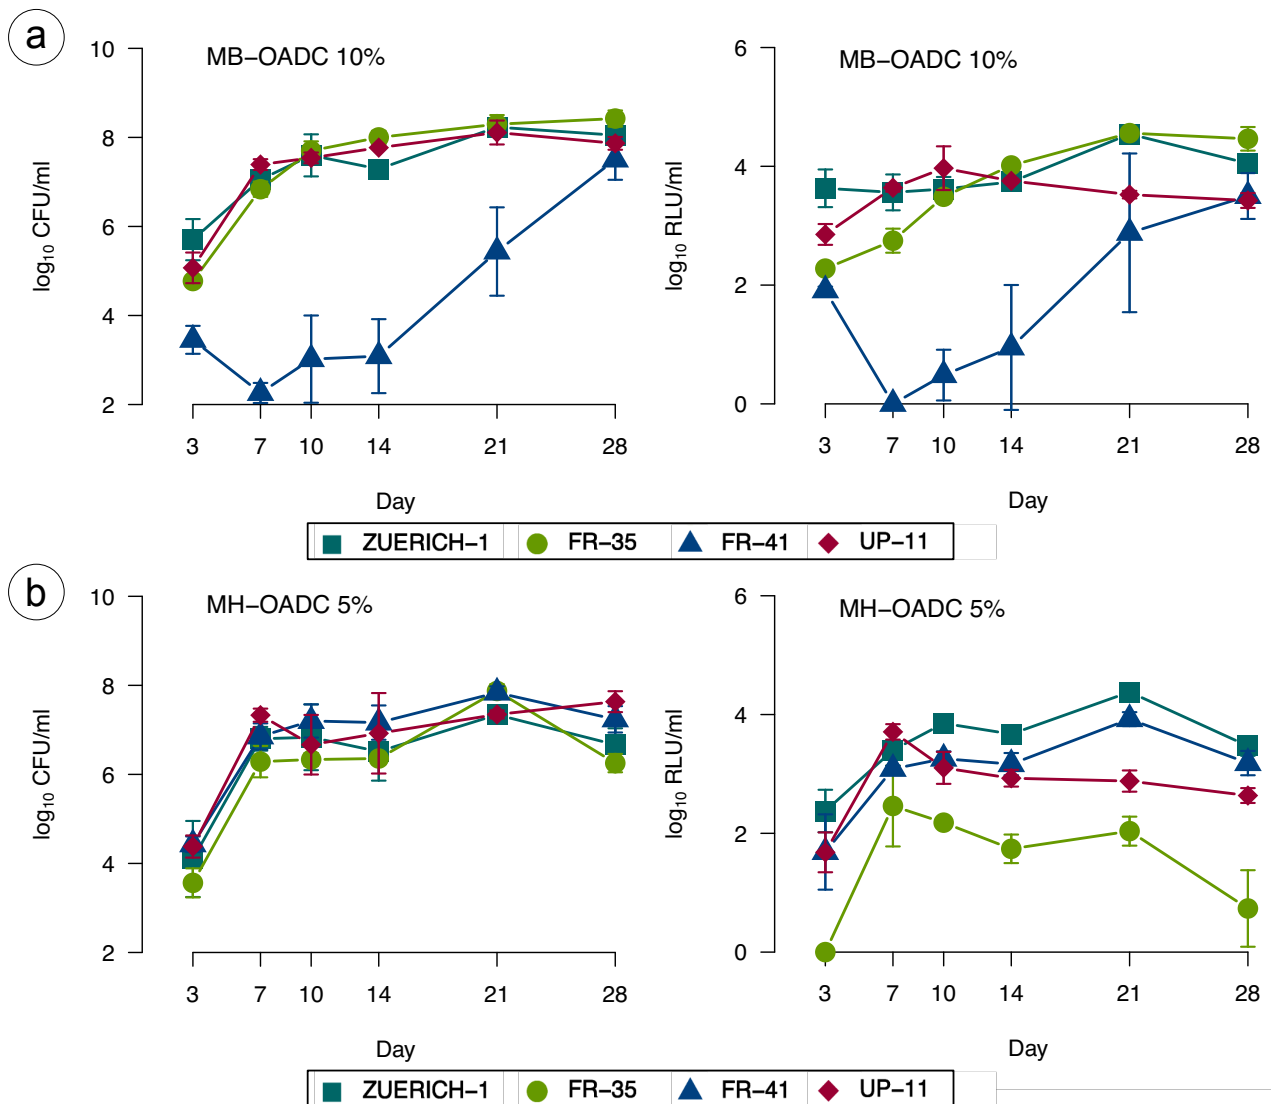 a
MB−OADC 10%
10
8
6
4
2
log10 CFU/ml
3 7 10 14 21 28
Day
MB−OADC 10%
6
4
2
0
log10 RLU/ml
3 7 10 14 21 28
Day
ZUERICH−1 FR−35 FR−41 UP−11
b
MH−OADC 5%
10
8
6
4
2
log10 CFU/ml
3 7 10 14 21 28
Day
MH−OADC 5%
6
4
2
0
log10 RLU/ml
3 7 10 14 21 28
Day
ZUERICH−1 FR−35 FR−41 UP−11